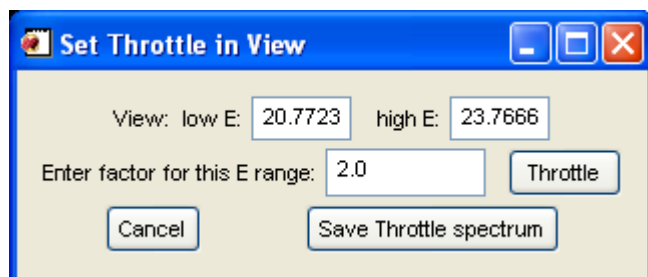 Set Throttle in View
View: low E: 20.7723 high E: 23.7666
Enter factor for this E range: 2.0 Throttle
Cancel Save Throttle spectrum